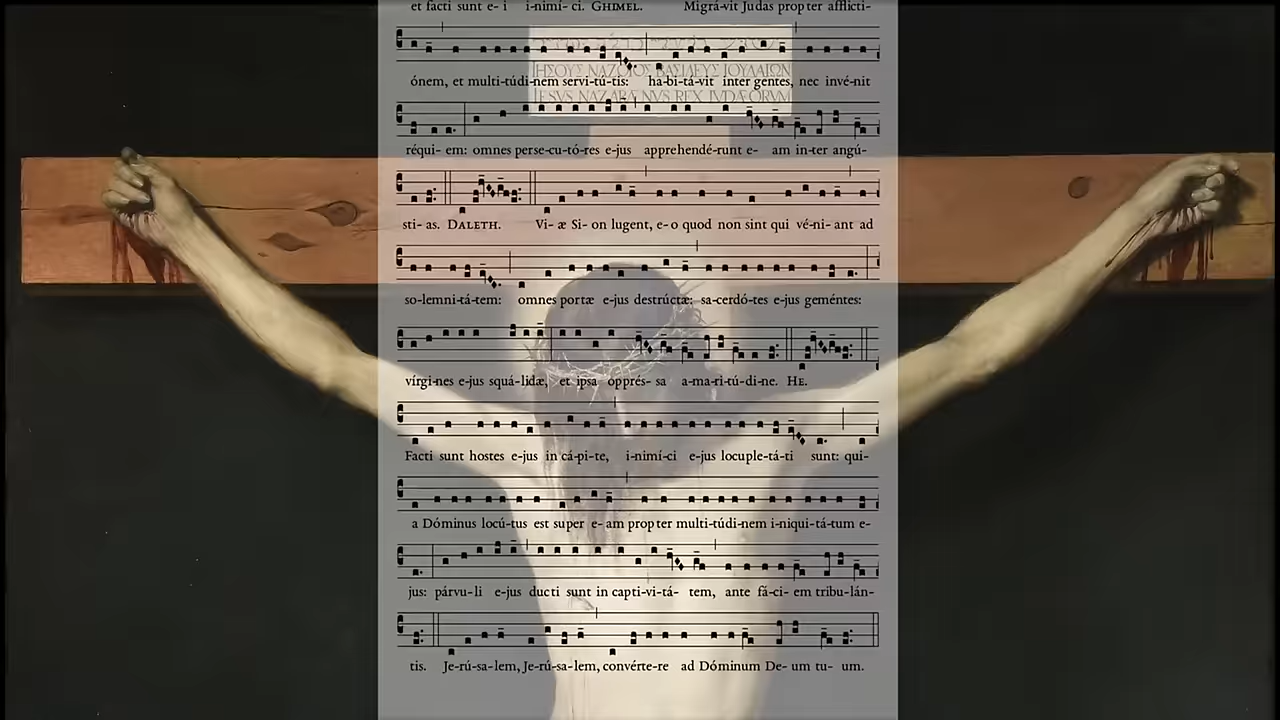 et facti sunt e- i i-nimí- ci. GHIMEL. Migrá-vit Judas propter afflicti-
ónem, et multi-túdi-nem servi-tú-tis: ha-bi-tá-vit inter gentes, nec invé-nit
réqui- em: omnes perse-cu-tó-res e-jus apprehendé-runt e- am in-ter angú-
sti- as. DALETH. Vi- æ Si- on lugent, e- o quod non sint qui vé-ni- ant ad
so-lemni-tá-tem: omnes portæ e-jus destrúctæ: sa-cerdó-tes e-jus geméntes:
vírgi-nes e-jus squá-lidæ, et ipsa opprés- sa a-ma-ri-tú-di-ne. HE.
Facti sunt hostes e-jus in cá-pi-te, i-nimí-ci e-jus locuple-tá-ti sunt: qui-
a Dóminus locú-tus est super e- am propter multi-túdi-nem i-niqui-tá-tum e-
jus: párvu-li e-jus ducti sunt in capti-vi-tá- tem, ante fá-ci- em tribu-lán-
tis. Je-rú-sa-lem, Je-rú-sa-lem, convérte-re ad Dóminum De- um tu- um.